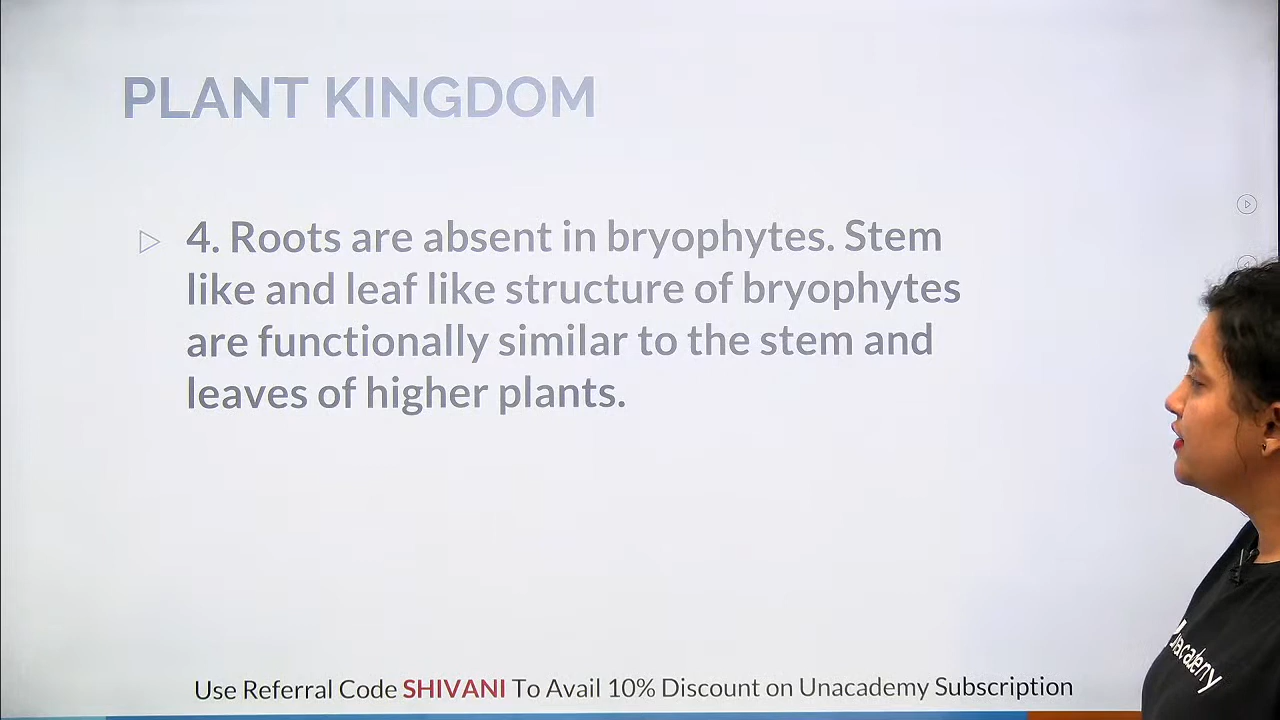 PLANT KINGDOM
4. Roots are absent in bryophytes. Stem
like and leaf like structure of bryophytes
are functionally similar to the stem and
leaves of higher plants.
Use Referral Code SHIVANI To Avail 10% Discount on Unacademy Subscription